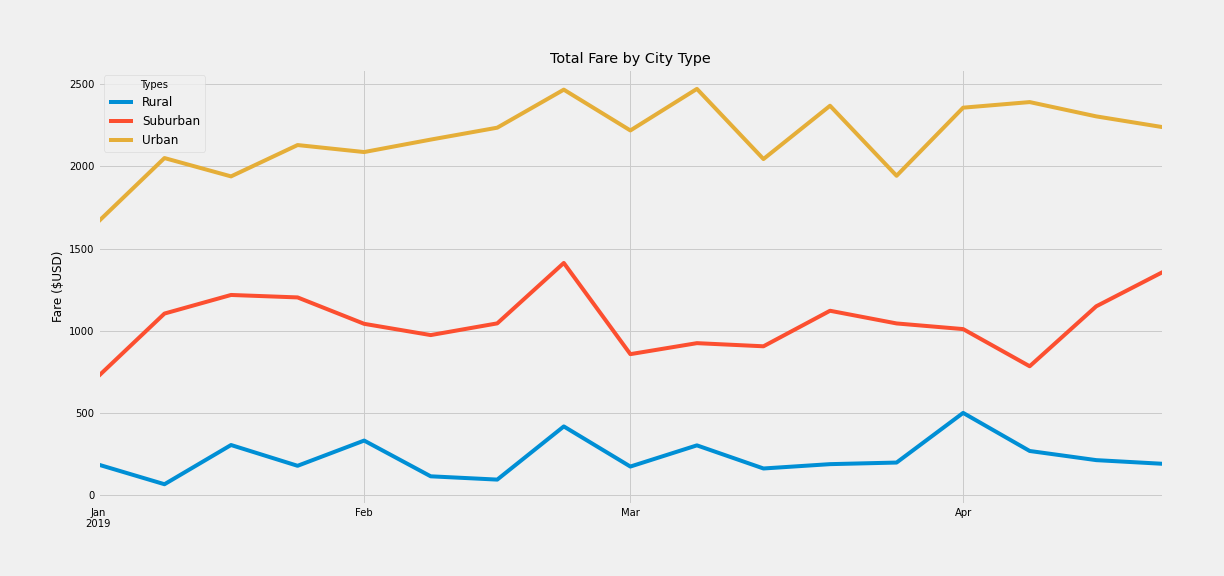 Total Fare by City Type
Types
Rural
Suburban
Urban
Fare ($USD)
2500
2000
1500
1000
500
0
Jan
2019
Feb
Mar
Apr